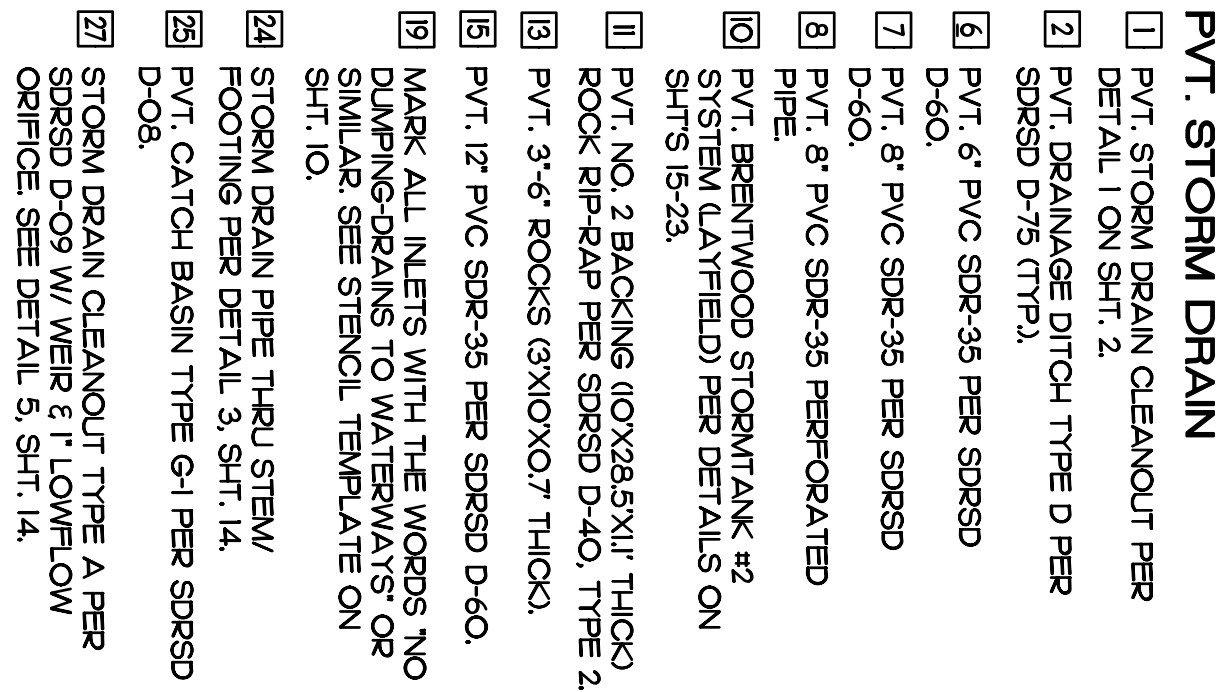 PVT. STORM DRAIN
1 PVT. STORM DRAIN CLEANOUT PER
DETAIL 1 ON SHT. 2.
2 PVT. DRAINAGE DITCH TYPE D PER
SDRSD D-75 (TYP.).
6 PVT. 6" PVC SDR-35 PER SDRSD
D-60.
7 PVT. 8" PVC SDR-35 PER SDRSD
D-60.
8 PVT. 8" PVC SDR-35 PERFORATED
PIPE.
10 PVT. BRENTWOOD STORMTANK #2
SYSTEM (LAYFIELD) PER DETAILS ON
SHT'S 15-23.
11 PVT. NO. 2 BACKING (10'X28.5'X1.1' THICK)
ROCK RIP-RAP PER SDRSD D-40, TYPE 2.
13 PVT. 3"-6" ROCKS (3'X10'X0.7' THICK).
15 PVT. 12" PVC SDR-35 PER SDRSD D-60.
19 MARK ALL INLETS WITH THE WORDS "NO
DUMPING-DRAINS TO WATERWAYS" OR
SIMILAR. SEE STENCIL TEMPLATE ON
SHT. 10.
24 STORM DRAIN PIPE THRU STEM/
FOOTING PER DETAIL 3, SHT. 14.
25 PVT. CATCH BASIN TYPE G-1 PER SDRSD
D-08.
27 STORM DRAIN CLEANOUT TYPE A PER
SDRSD D-09 W/ WEIR & 1" LOWFLOW
ORIFICE. SEE DETAIL 5, SHT. 14.